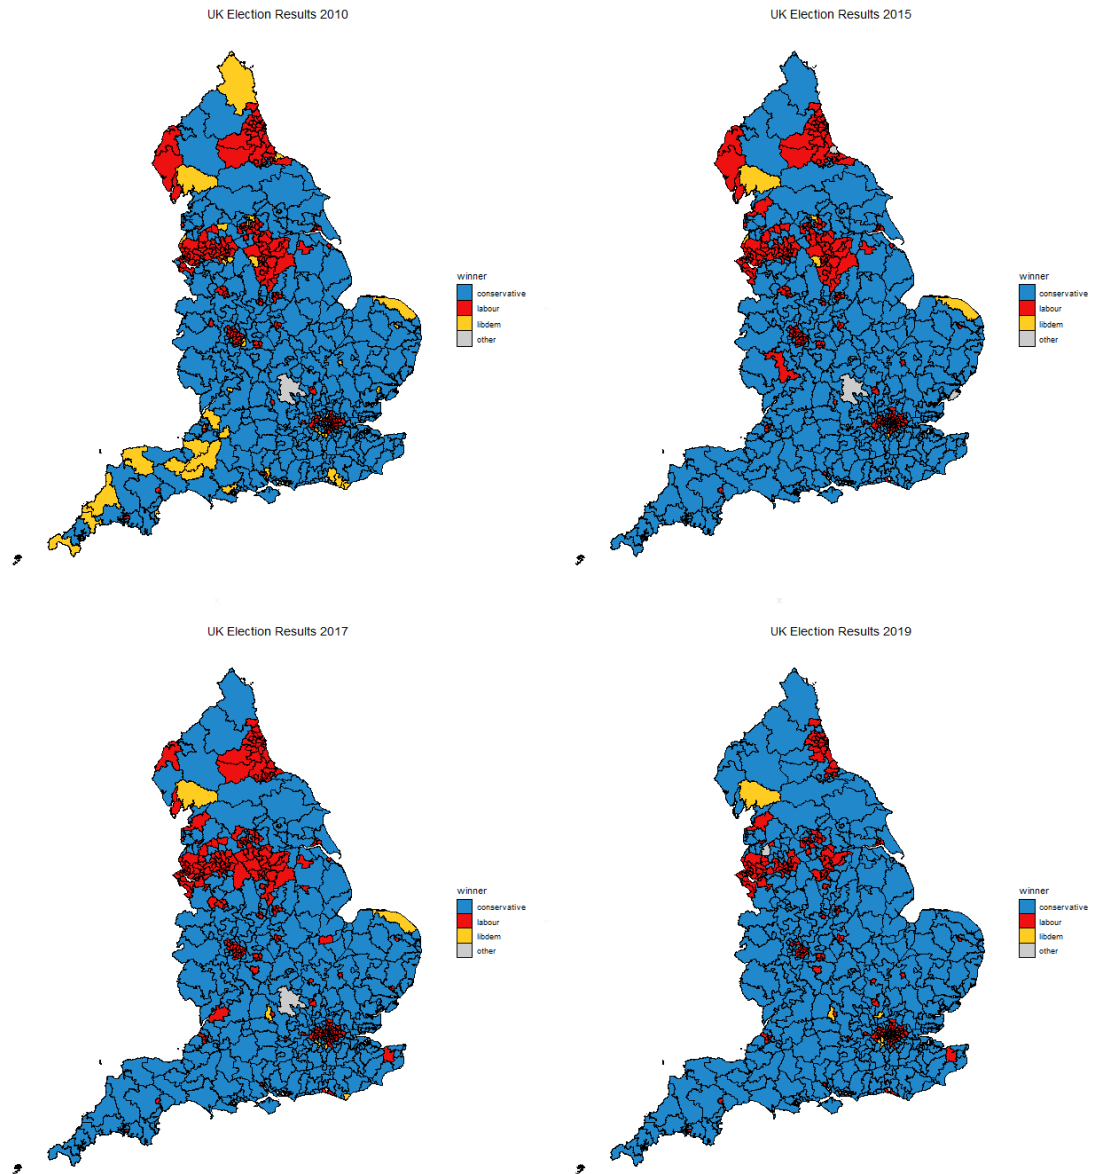 UK Election Results 2010
winner
conservative
labour
libdem
other
UK Election Results 2015
winner
conservative
labour
libdem
other
UK Election Results 2017
winner
conservative
labour
libdem
other
UK Election Results 2019
winner
conservative
labour
libdem
other